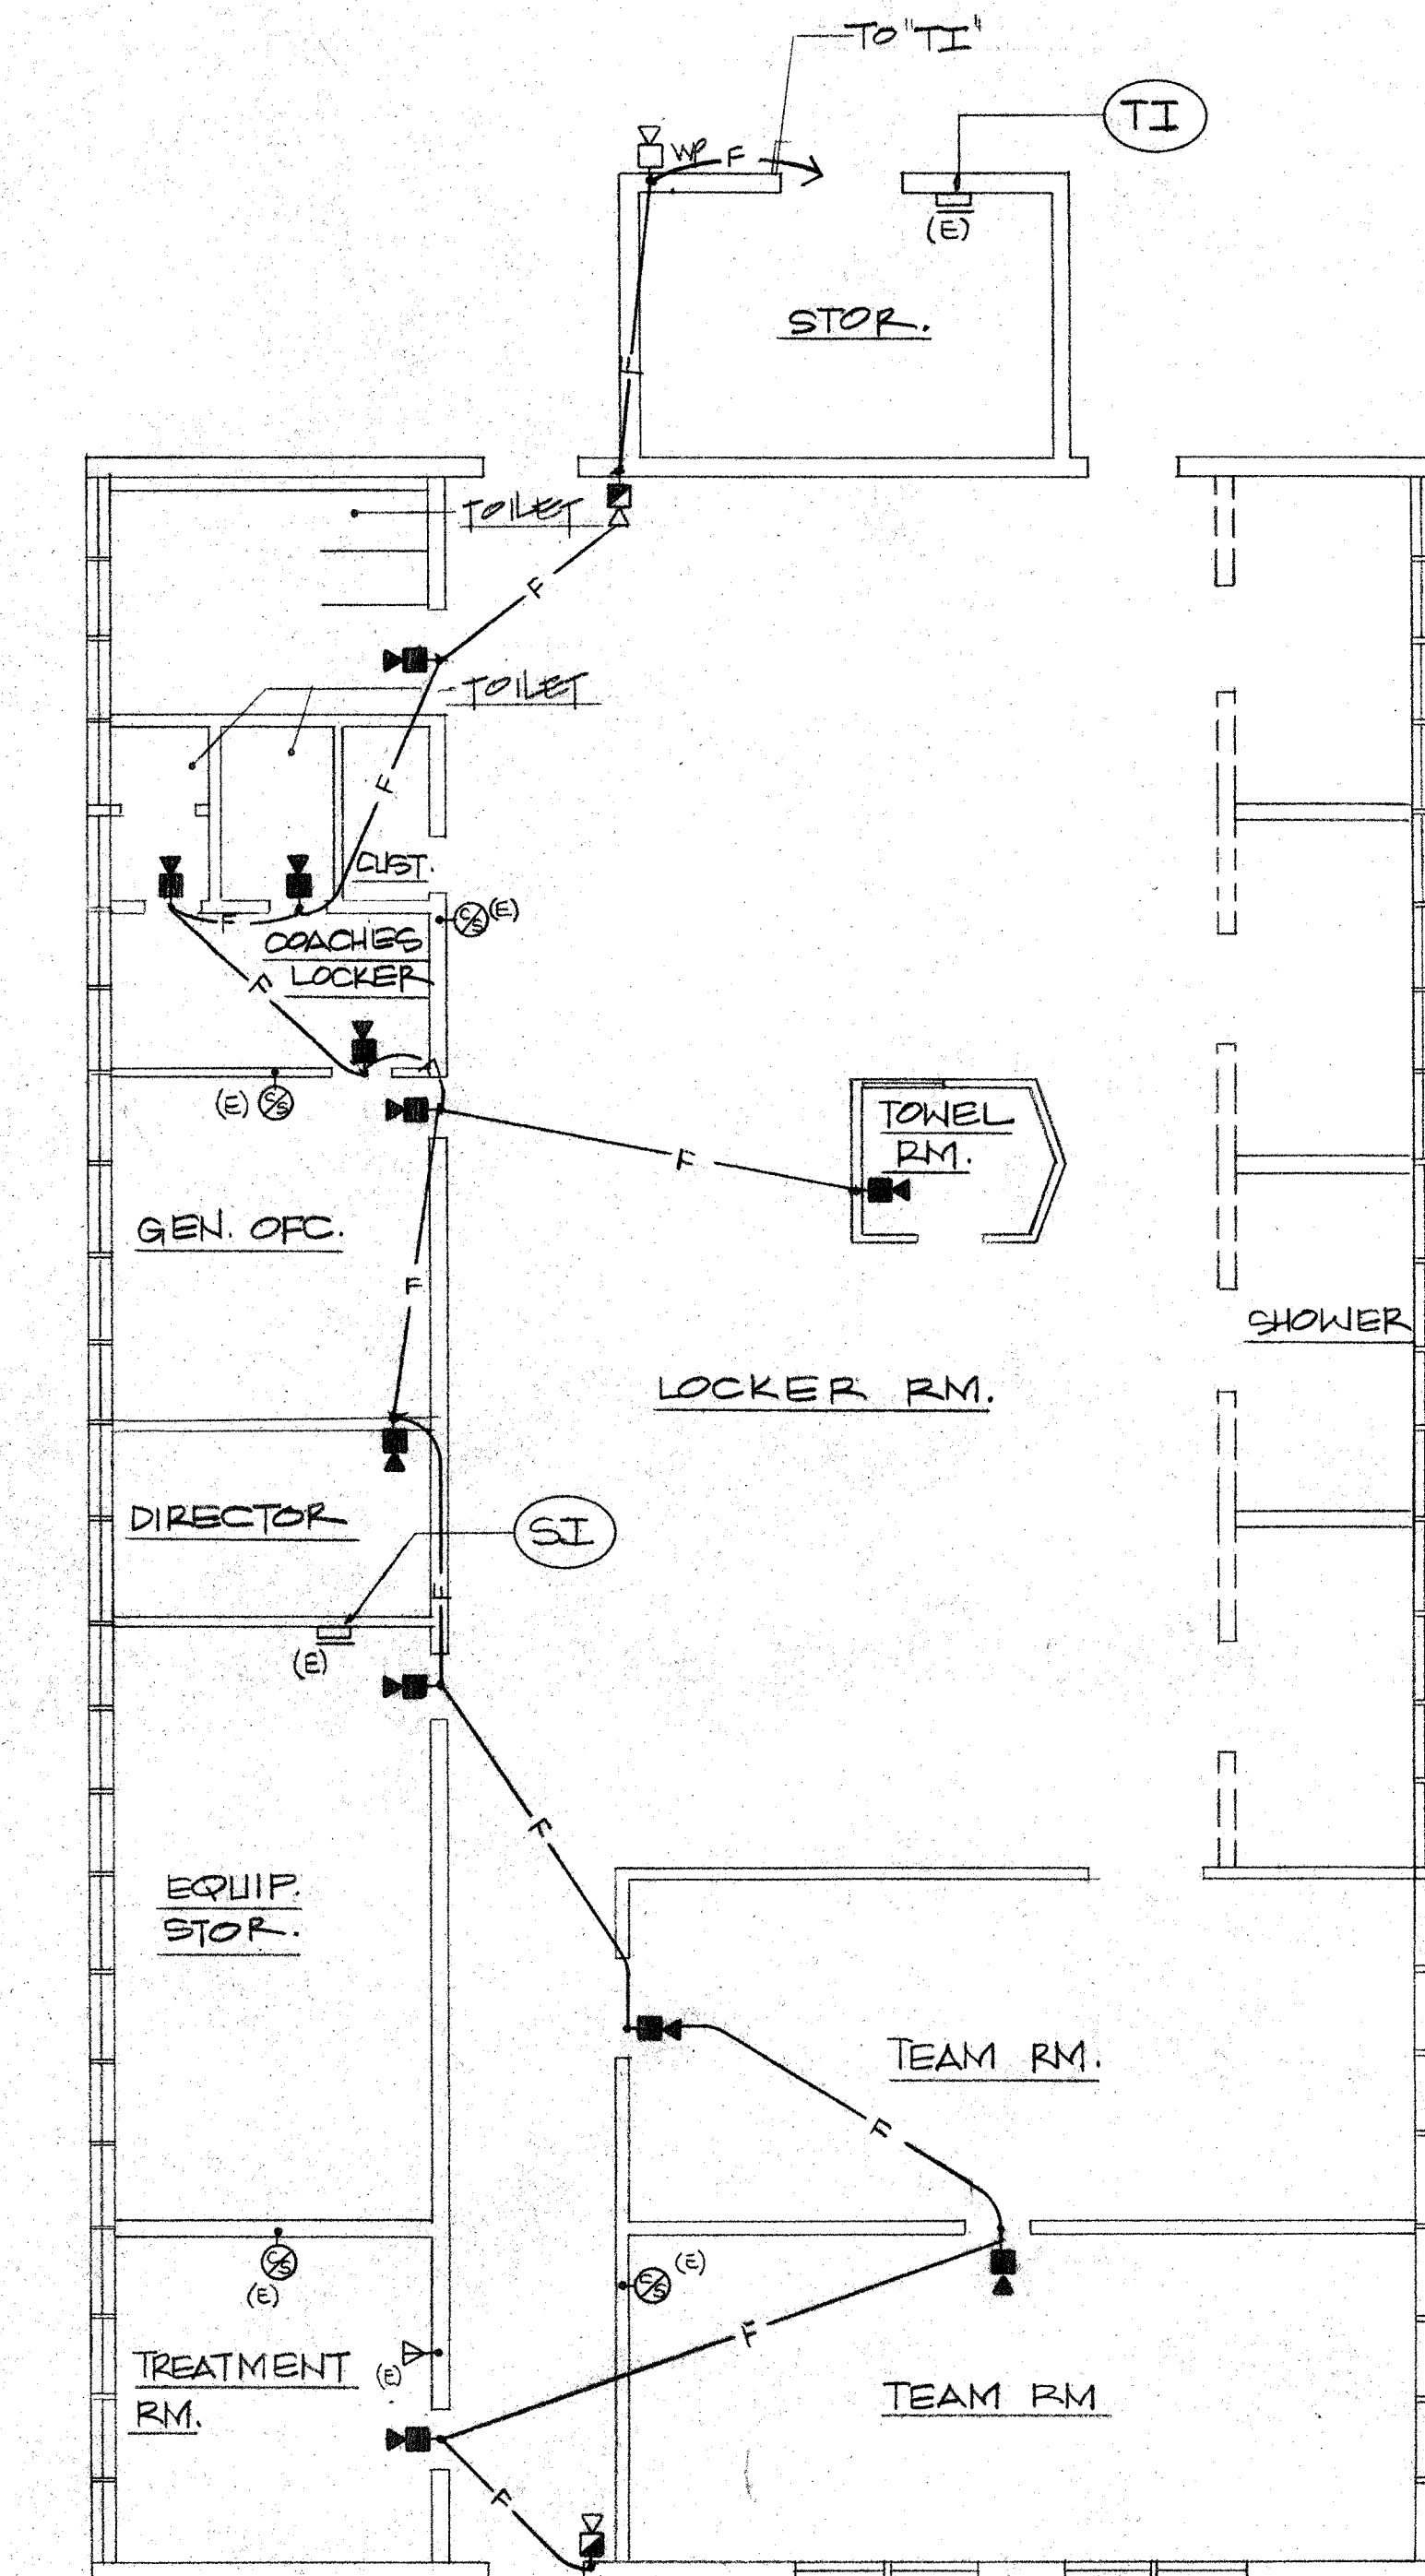 TO "TI"
TI
WP
F
(E)
STOR.
F
TOILET
F
TOILET
F
CUST.
C/S
(E)
F
COACHES
LOCKER
F
(E)
C/S
TOWEL
RM.
F
GEN. OFC.
F
SHOWER
LOCKER RM.
DIRECTOR
SI
F
(E)
F
EQUIP.
STOR.
TEAM RM.
F
C/S
(E)
C/S
(E)
F
TREATMENT
RM.
(E)
TEAM RM
F